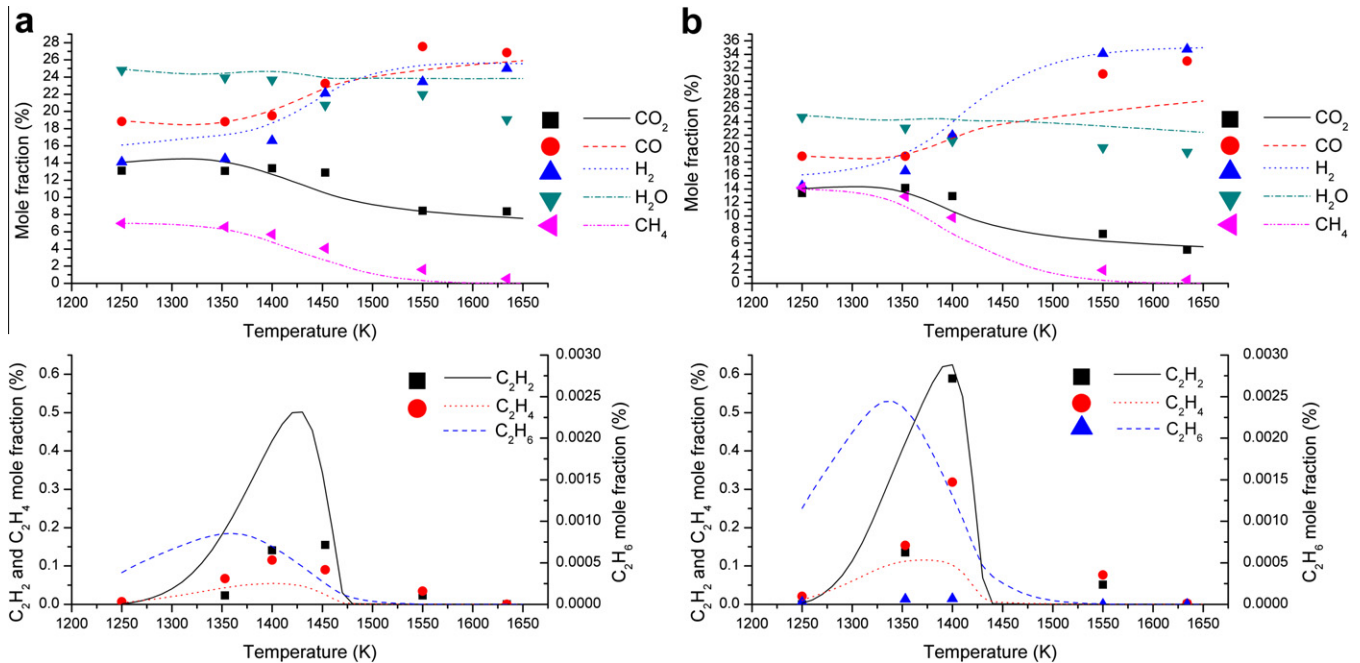 a
Mole fraction (%)
28
26
24
22
20
18
16
14
12
10
8
6
4
2
0
1200 1250 1300 1350 1400 1450 1500 1550 1600 1650
Temperature (K)
CO₂
CO
H₂
H₂O
CH₄
b
Mole fraction (%)
36
34
32
30
28
26
24
22
20
18
16
14
12
10
8
6
4
2
0
1200 1250 1300 1350 1400 1450 1500 1550 1600 1650
Temperature (K)
CO₂
CO
H₂
H₂O
CH₄
C₂H₂ and C₂H₄ mole fraction (%)
0.6
0.5
0.4
0.3
0.2
0.1
0.0
1200 1250 1300 1350 1400 1450 1500 1550 1600 1650
Temperature (K)
C₂H₂
C₂H₄
C₂H₆
0.0030
0.0025
0.0020
0.0015
0.0010
0.0005
0.0000
C₂H₆ mole fraction (%)
C₂H₂ and C₂H₄ mole fraction (%)
0.6
0.5
0.4
0.3
0.2
0.1
0.0
1200 1250 1300 1350 1400 1450 1500 1550 1600 1650
Temperature (K)
C₂H₂
C₂H₄
C₂H₆
0.0030
0.0025
0.0020
0.0015
0.0010
0.0005
0.0000
C₂H₆ mole fraction (%)